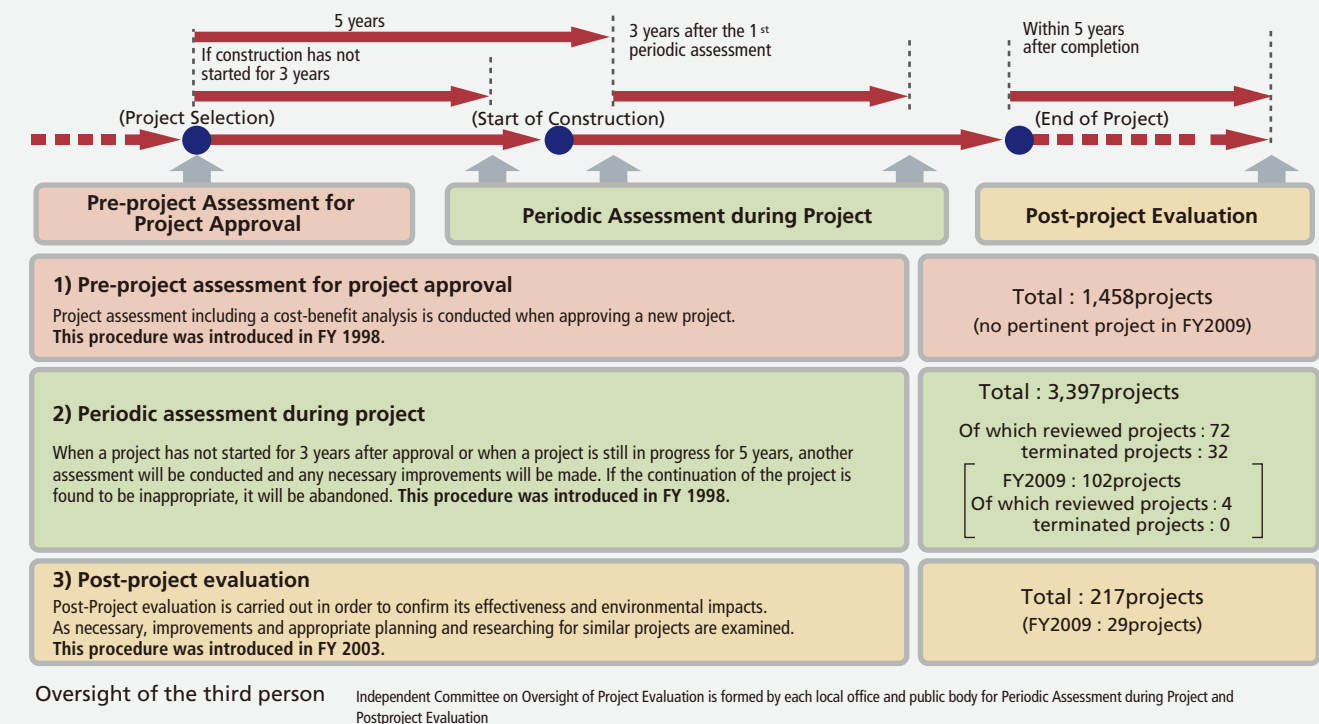 5 years
3 years after the 1st
periodic assessment
Within 5 years
after completion
If construction has not
started for 3 years
(Project Selection)
(Start of Construction)
(End of Project)
Pre-project Assessment for
Project Approval
Periodic Assessment during Project
Post-project Evaluation
1) Pre-project assessment for project approval
Project assessment including a cost-benefit analysis is conducted when approving a new project.
This procedure was introduced in FY 1998.
Total : 1,458projects
(no pertinent project in FY2009)
2) Periodic assessment during project
When a project has not started for 3 years after approval or when a project is still in progress for 5 years, another
assessment will be conducted and any necessary improvements will be made. If the continuation of the project is
found to be inappropriate, it will be abandoned. This procedure was introduced in FY 1998.
Total : 3,397projects
Of which reviewed projects : 72
terminated projects : 32
FY2009 : 102projects
Of which reviewed projects : 4
terminated projects : 0
3) Post-project evaluation
Post-Project evaluation is carried out in order to confirm its effectiveness and environmental impacts.
As necessary, improvements and appropriate planning and researching for similar projects are examined.
This procedure was introduced in FY 2003.
Total : 217projects
(FY2009 : 29projects)
Oversight of the third person
Independent Committee on Oversight of Project Evaluation is formed by each local office and public body for Periodic Assessment during Project and
Postproject Evaluation